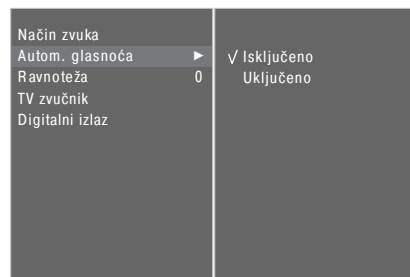 Način zvuka
Autom. glasnoća ►
Ravnoteža 0
TV zvučnik
Digitalni izlaz
√ Isključeno
Uključeno